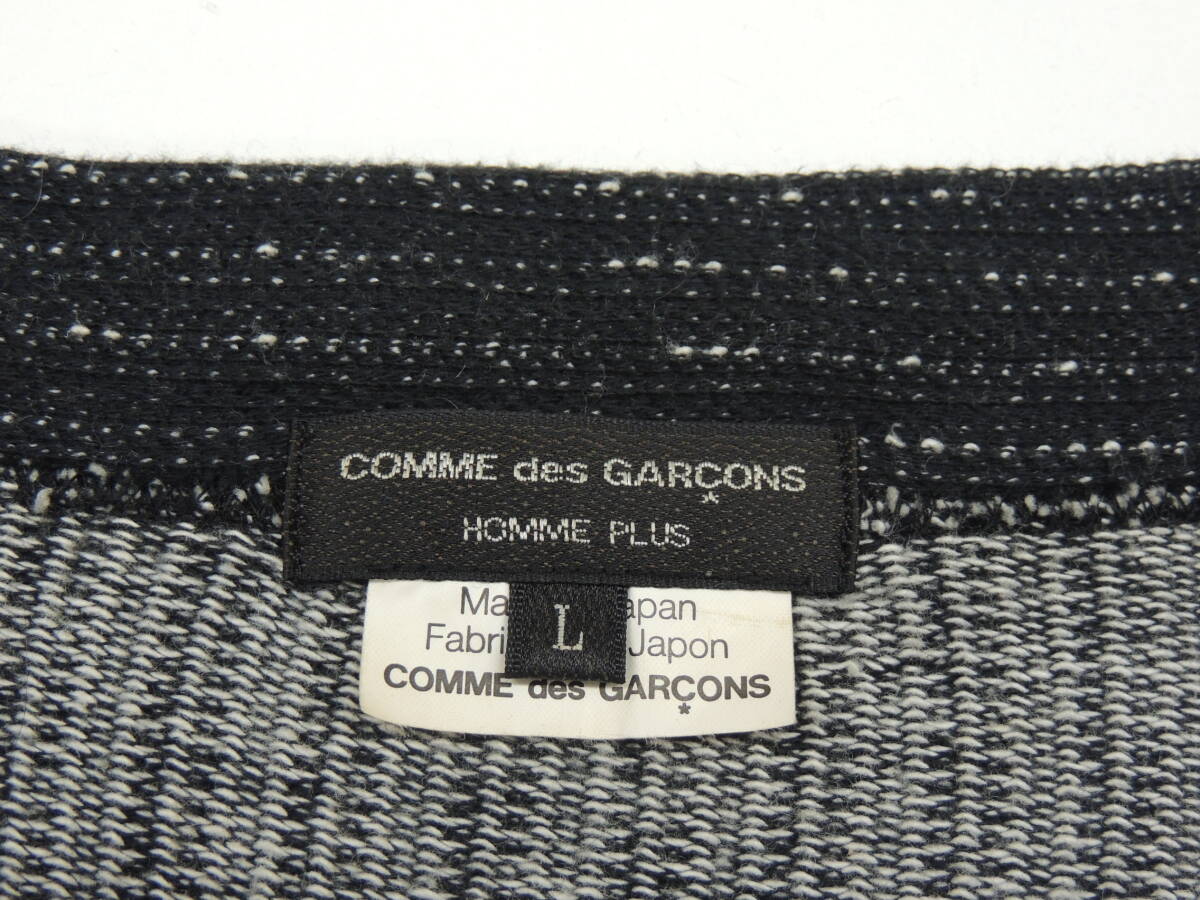 COMME des GARÇONS
HOMME PLUS
Ma apan
L
Fabri Japon
COMME des GARÇONS